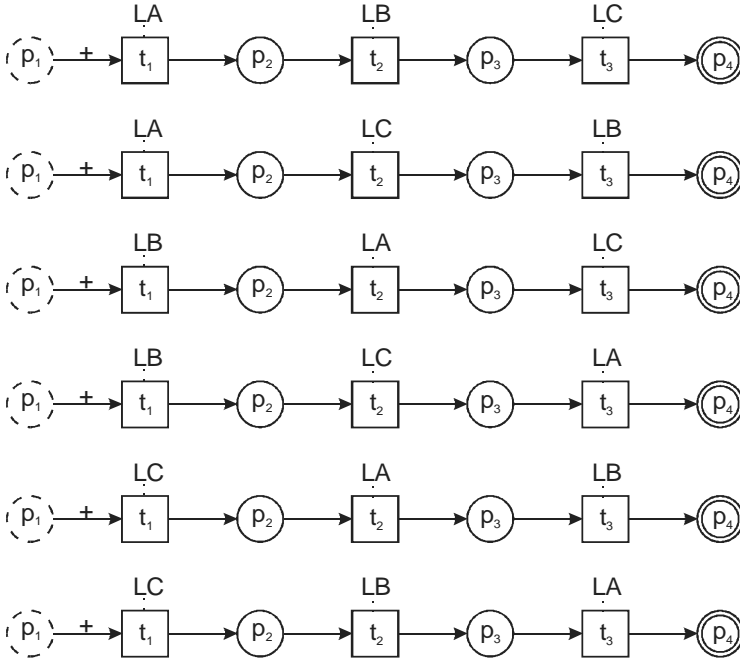 LA LB LC
p1 + t1 p2 t2 p3 t3 p4
LA LC LB
p1 + t1 p2 t2 p3 t3 p4
LB LA LC
p1 + t1 p2 t2 p3 t3 p4
LB LC LA
p1 + t1 p2 t2 p3 t3 p4
LC LA LB
p1 + t1 p2 t2 p3 t3 p4
LC LB LA
p1 + t1 p2 t2 p3 t3 p4